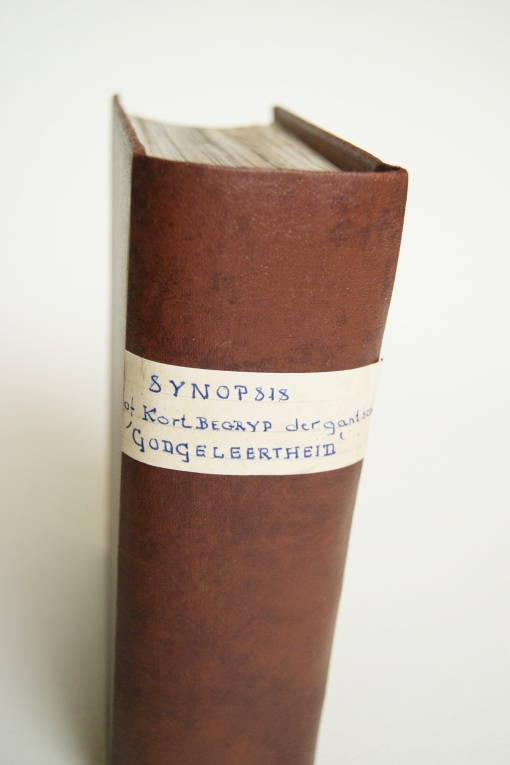 SYNOPSIS
of Kort BEGRYP der
'GODGELEERTHEID